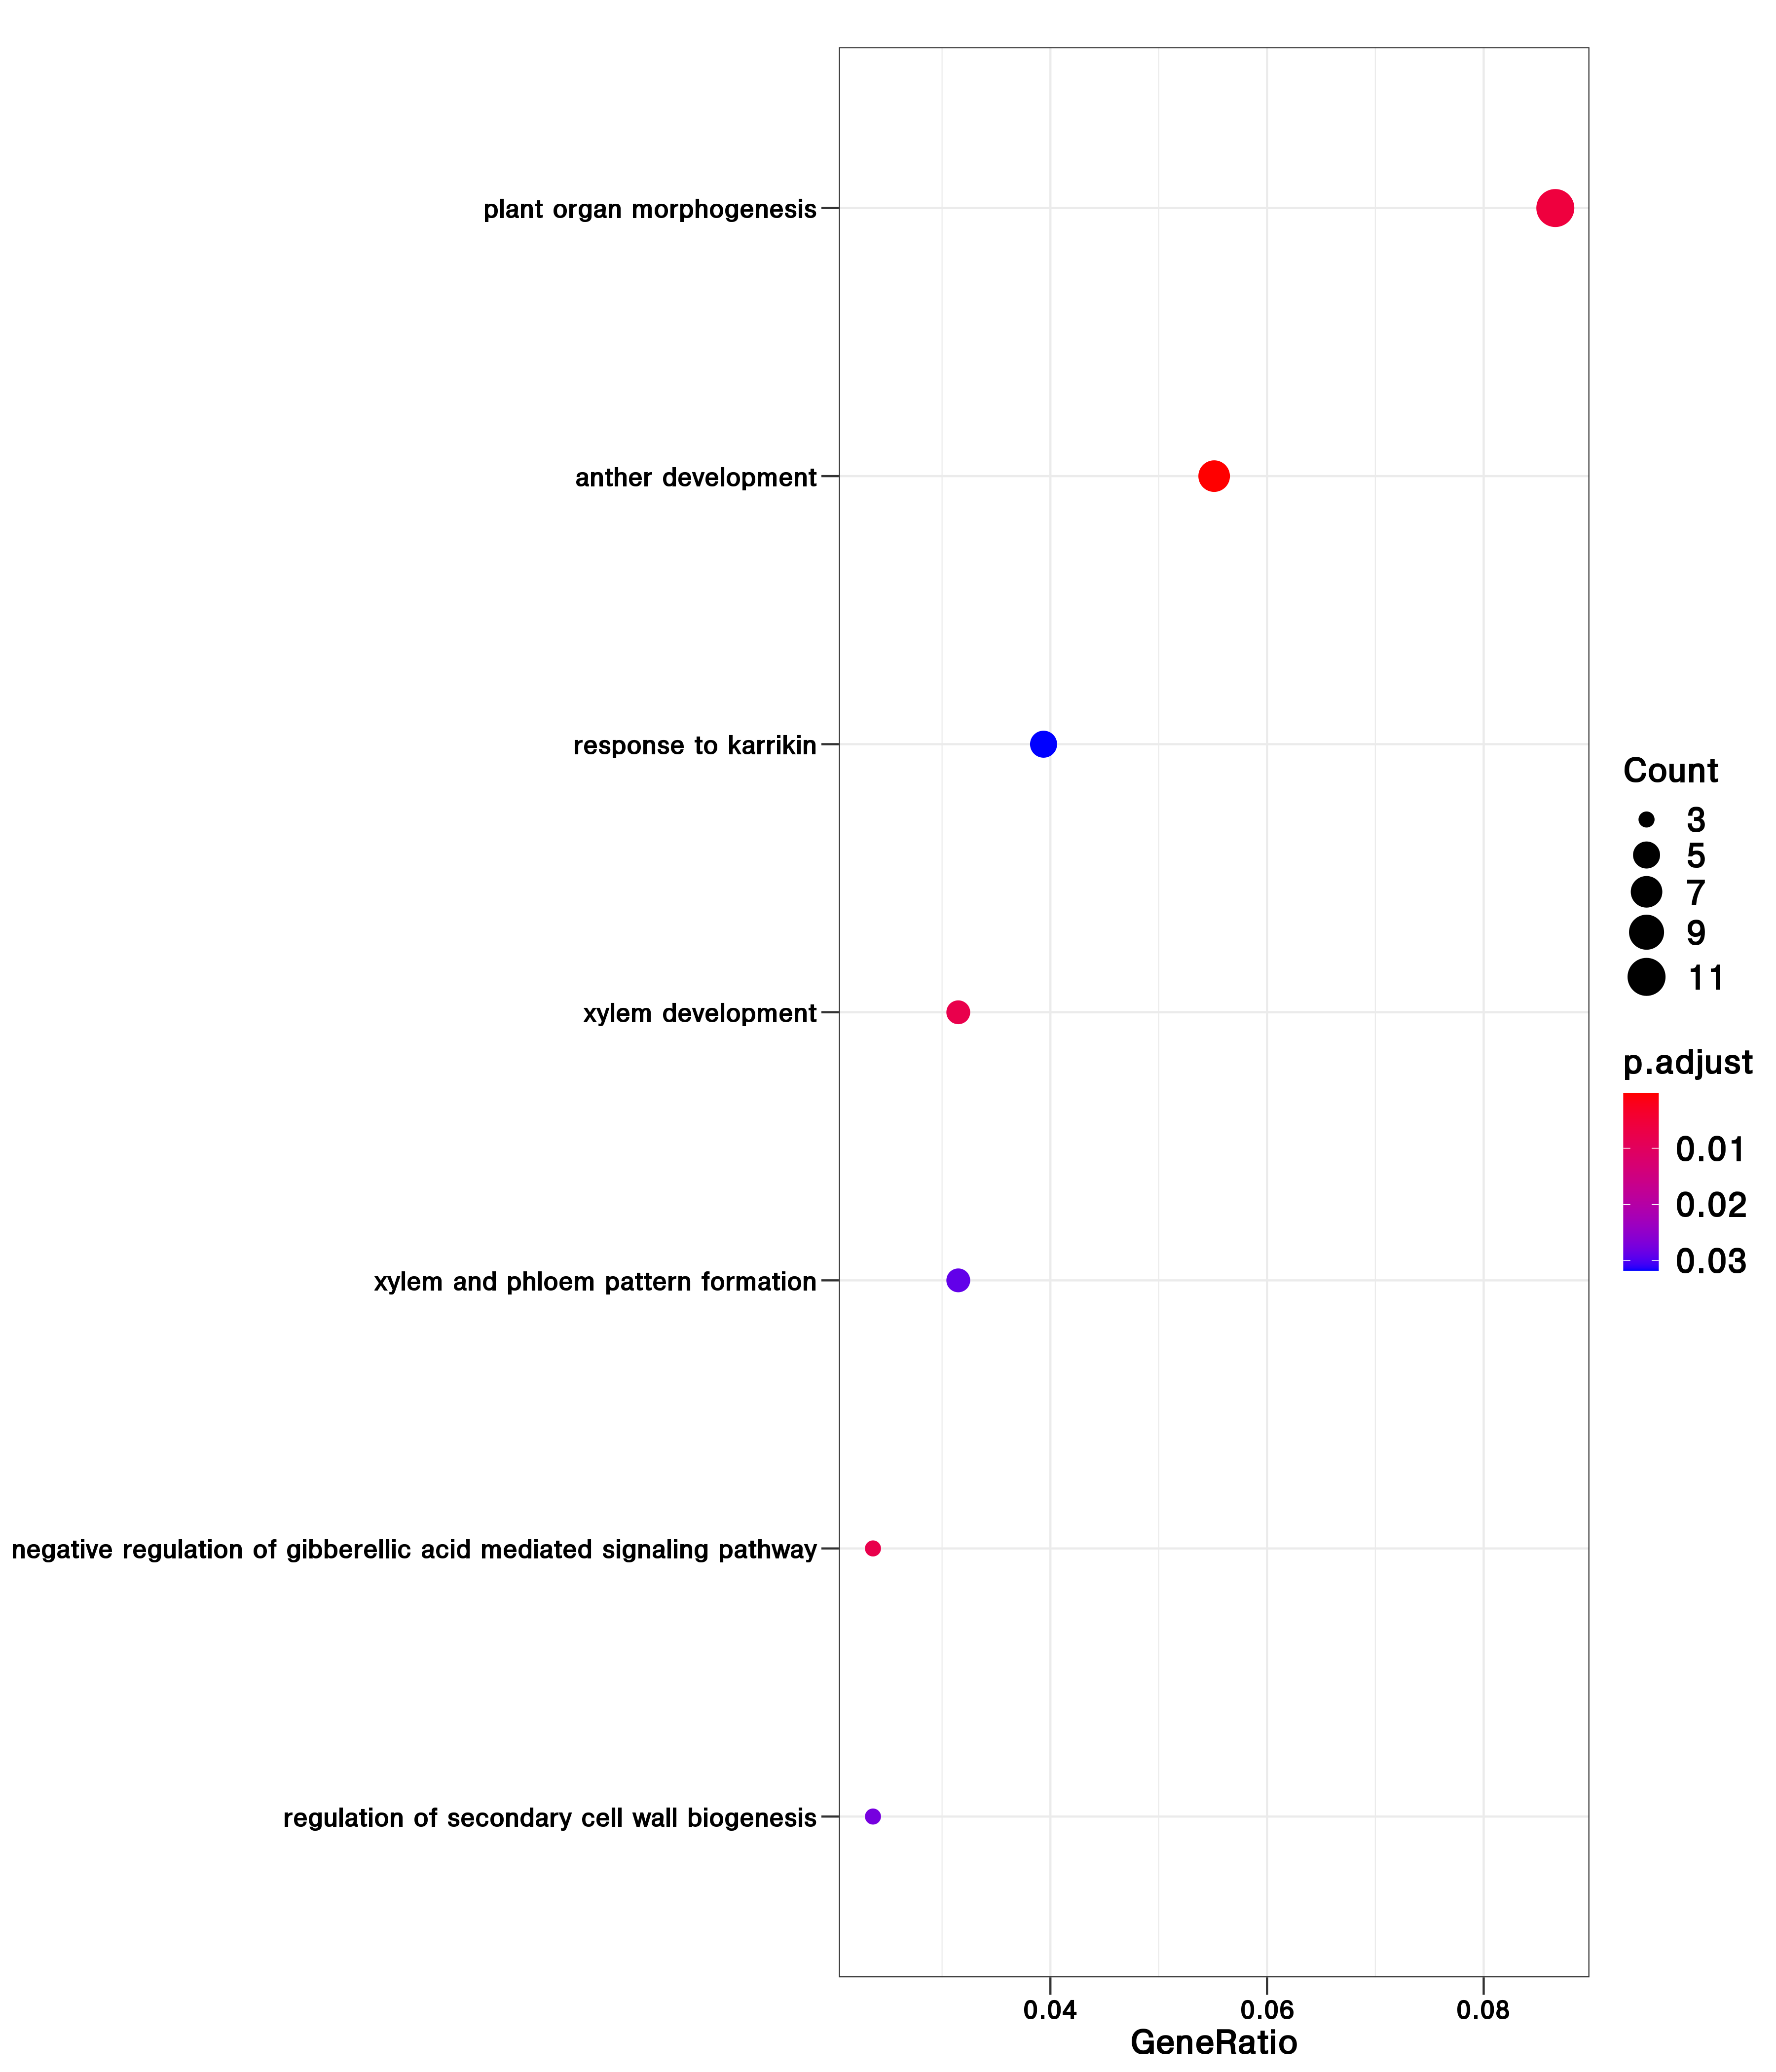 plant organ morphogenesis
anther development
response to karrikin
xylem development
xylem and phloem pattern formation
negative regulation of gibberellic acid mediated signaling pathway
regulation of secondary cell wall biogenesis
0.04 0.06 0.08
GeneRatio
Count
3
5
7
9
11
p.adjust
0.01
0.02
0.03